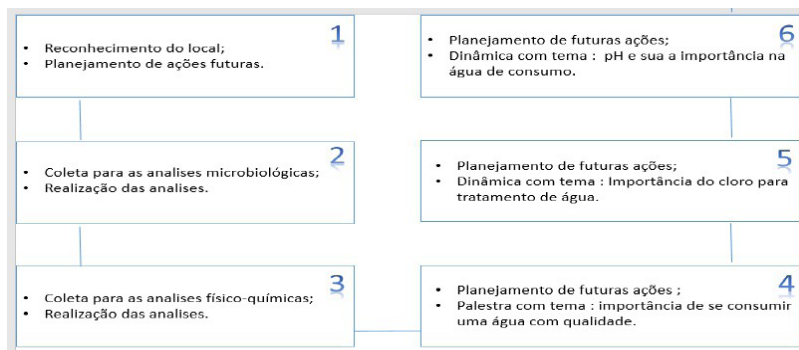 1
• Reconhecimento do local;
• Planejamento de ações futuras.
2
• Coleta para as analises microbiológicas;
• Realização das analises.
3
• Coleta para as analises físico-químicas;
• Realização das analises.
4
• Planejamento de futuras ações ;
• Palestra com tema : importância de se consumir
uma água com qualidade.
5
• Planejamento de futuras ações;
• Dinâmica com tema : Importância do cloro para
tratamento de água.
6
• Planejamento de futuras ações;
• Dinâmica com tema : pH e sua a importância na
água de consumo.